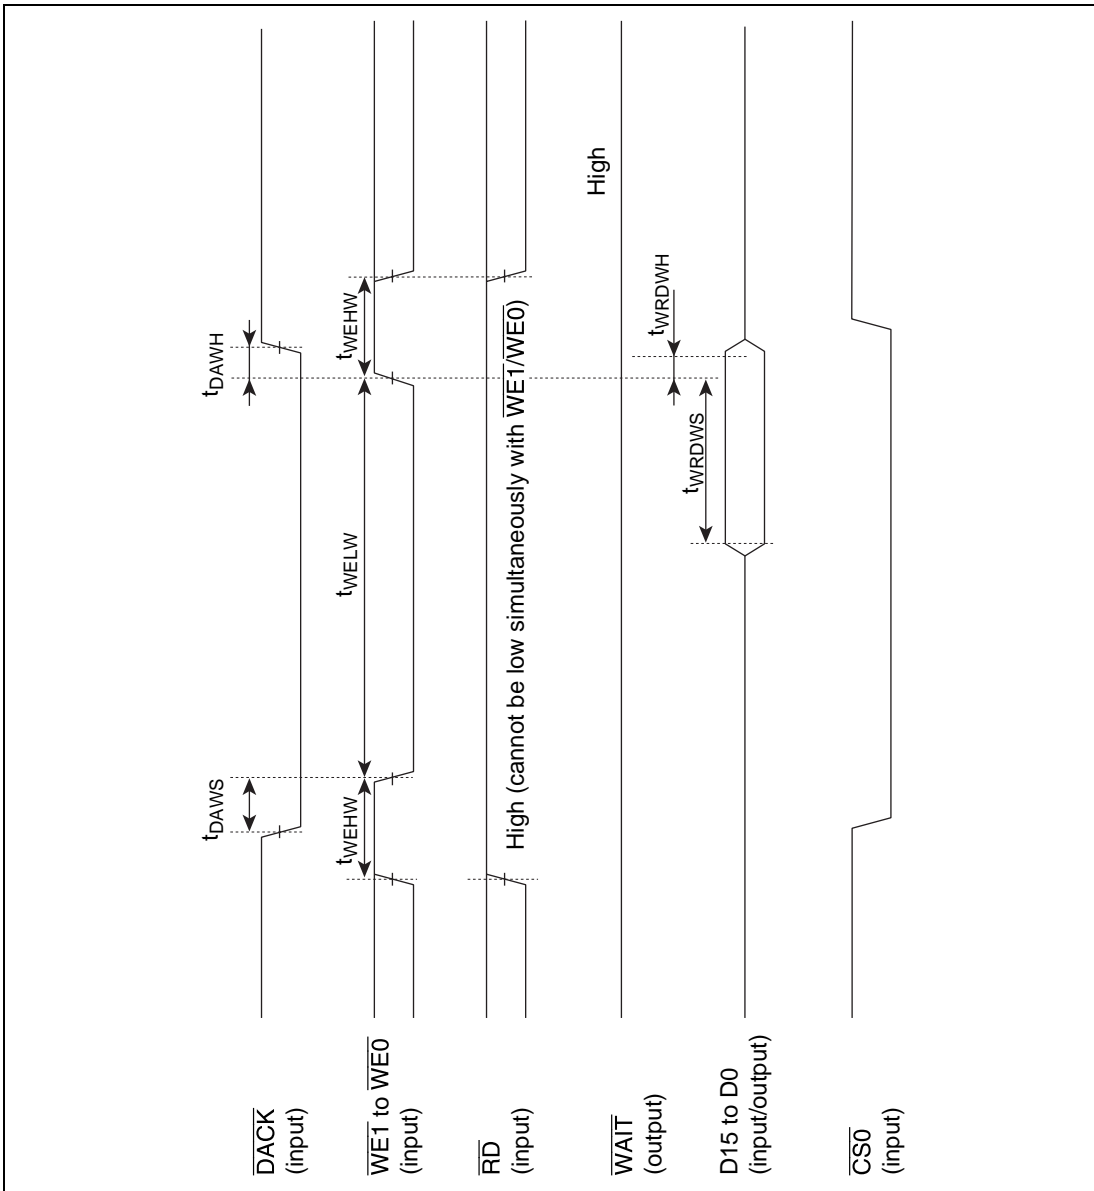 DACK
(input)
tDAWS
tDAWH
WE1 to WE0
(input)
tWEHW
tWELW
tWEHW
RD
(input)
High (cannot be low simultaneously with WE1/WE0)
WAIT
(output)
High
D15 to D0
(input/output)
tWRDWS
tWRDWH
CS0
(input)